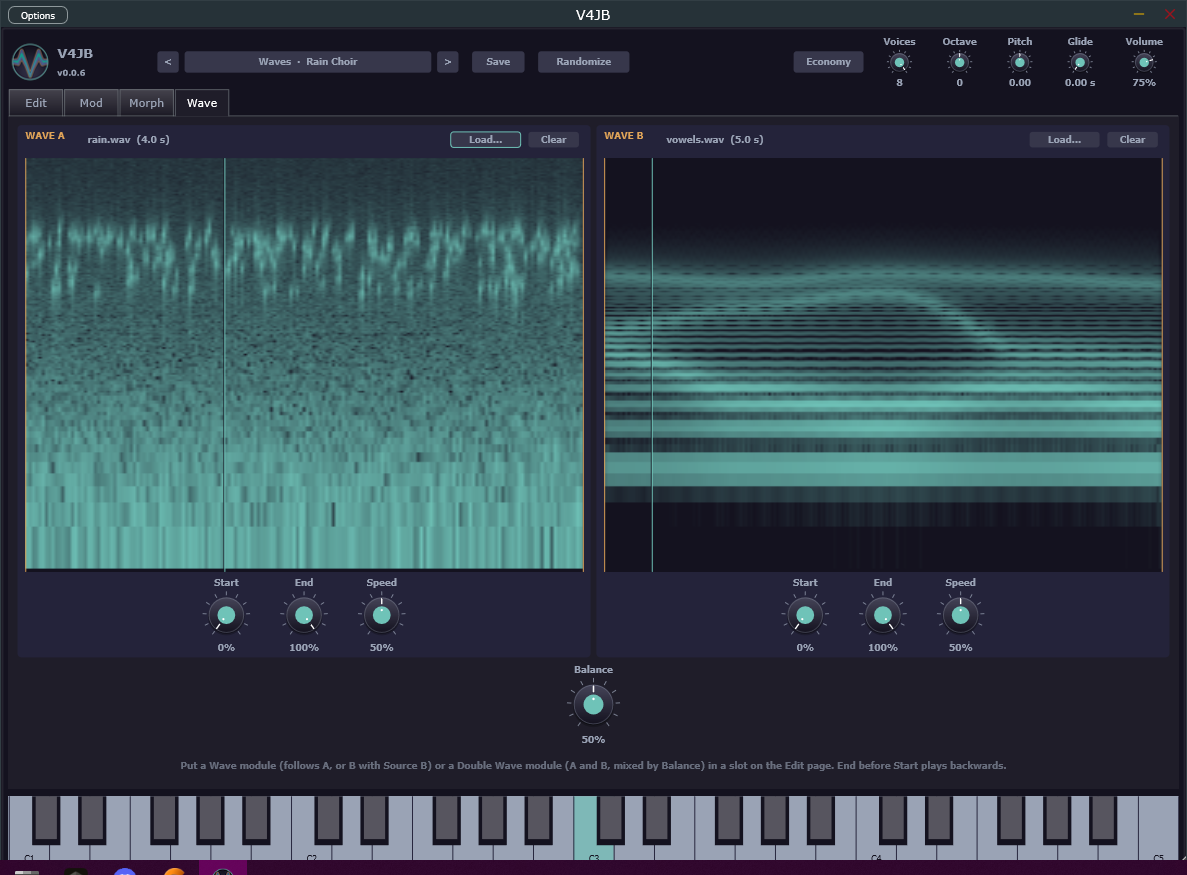 Options
V4JB
V4JB
v0.0.6
< Waves · Rain Choir > Save Randomize Economy
Voices Octave Pitch Glide Volume
8 0 0.00 0.00 s 75%
Edit Mod Morph Wave
WAVE A rain.wav (4.0 s) Load... Clear
WAVE B vowels.wav (5.0 s) Load... Clear
Start End Speed
0% 100% 50%
Start End Speed
0% 100% 50%
Balance
50%
Put a Wave module (follows A, or B with Source B) or a Double Wave module (A and B, mixed by Balance) in a slot on the Edit page. End before Start plays backwards.
C1 C2 C3 C4 C5